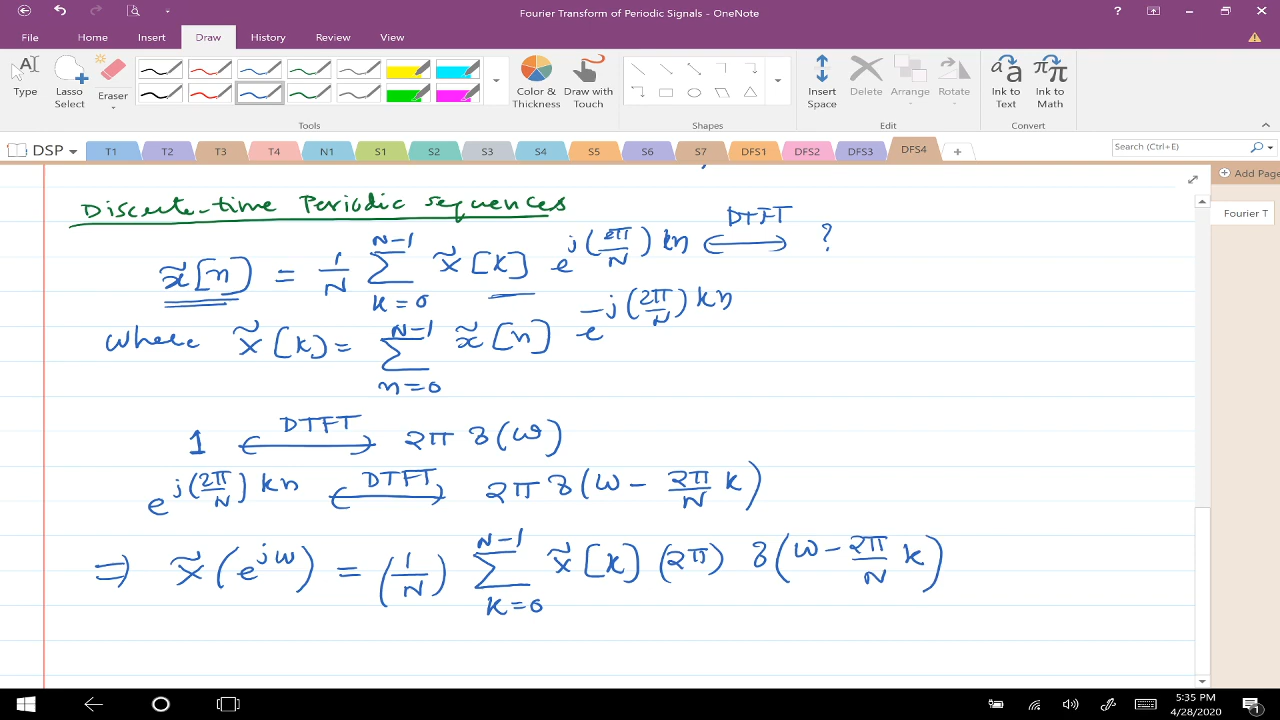 Fourier Transform of Periodic Signals - OneNote
File Home Insert Draw History Review View
Type Lasso Select Eraser Color & Thickness Draw with Touch Insert Space Delete Arrange Rotate Ink to Text Ink to Math
Tools Shapes Edit Convert
DSP T1 T2 T3 T4 N1 S1 S2 S3 S4 S5 S6 S7 DFS1 DFS2 DFS3 DFS4 + Search (Ctrl+E)
Add Page
Fourier T
Discrete-time Periodic sequences
x̃[n] = 1/N ∑_{k=0}^{N-1} x̃[k] e^{j(2π/N)kn} ⟷ DTFT ?
where x̃[k] = ∑_{n=0}^{N-1} x̃[n] e^{-j(2π/N)kn}
1 ⟷ DTFT 2π δ(ω)
e^{j(2π/N)kn} ⟷ DTFT 2π δ(ω - 2π/N k)
⇒ x̃(e^{jω}) = (1/N) ∑_{k=0}^{N-1} x̃[k] (2π) δ(ω - 2π/N k)
5:35 PM
4/28/2020
1